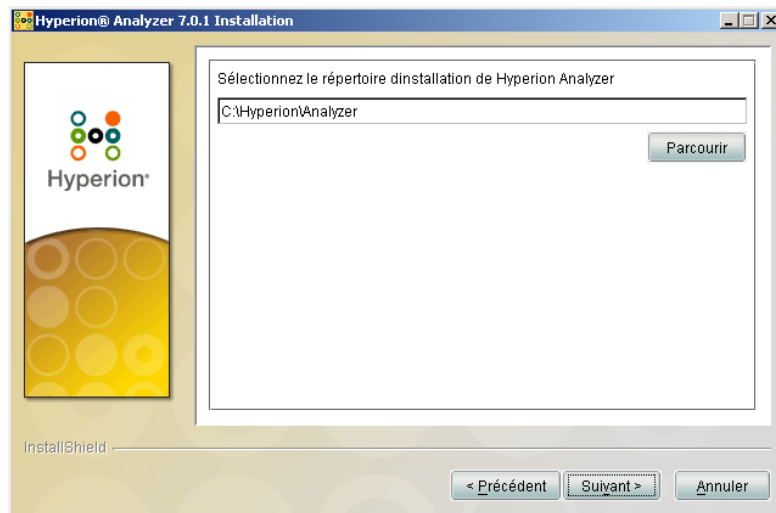 Hyperion® Analyzer 7.0.1 Installation
Sélectionnez le répertoire dinstallation de Hyperion Analyzer
C:\Hyperion\Analyzer
Parcourir
Hyperion
InstallShield
< Précédent
Suivant >
Annuler